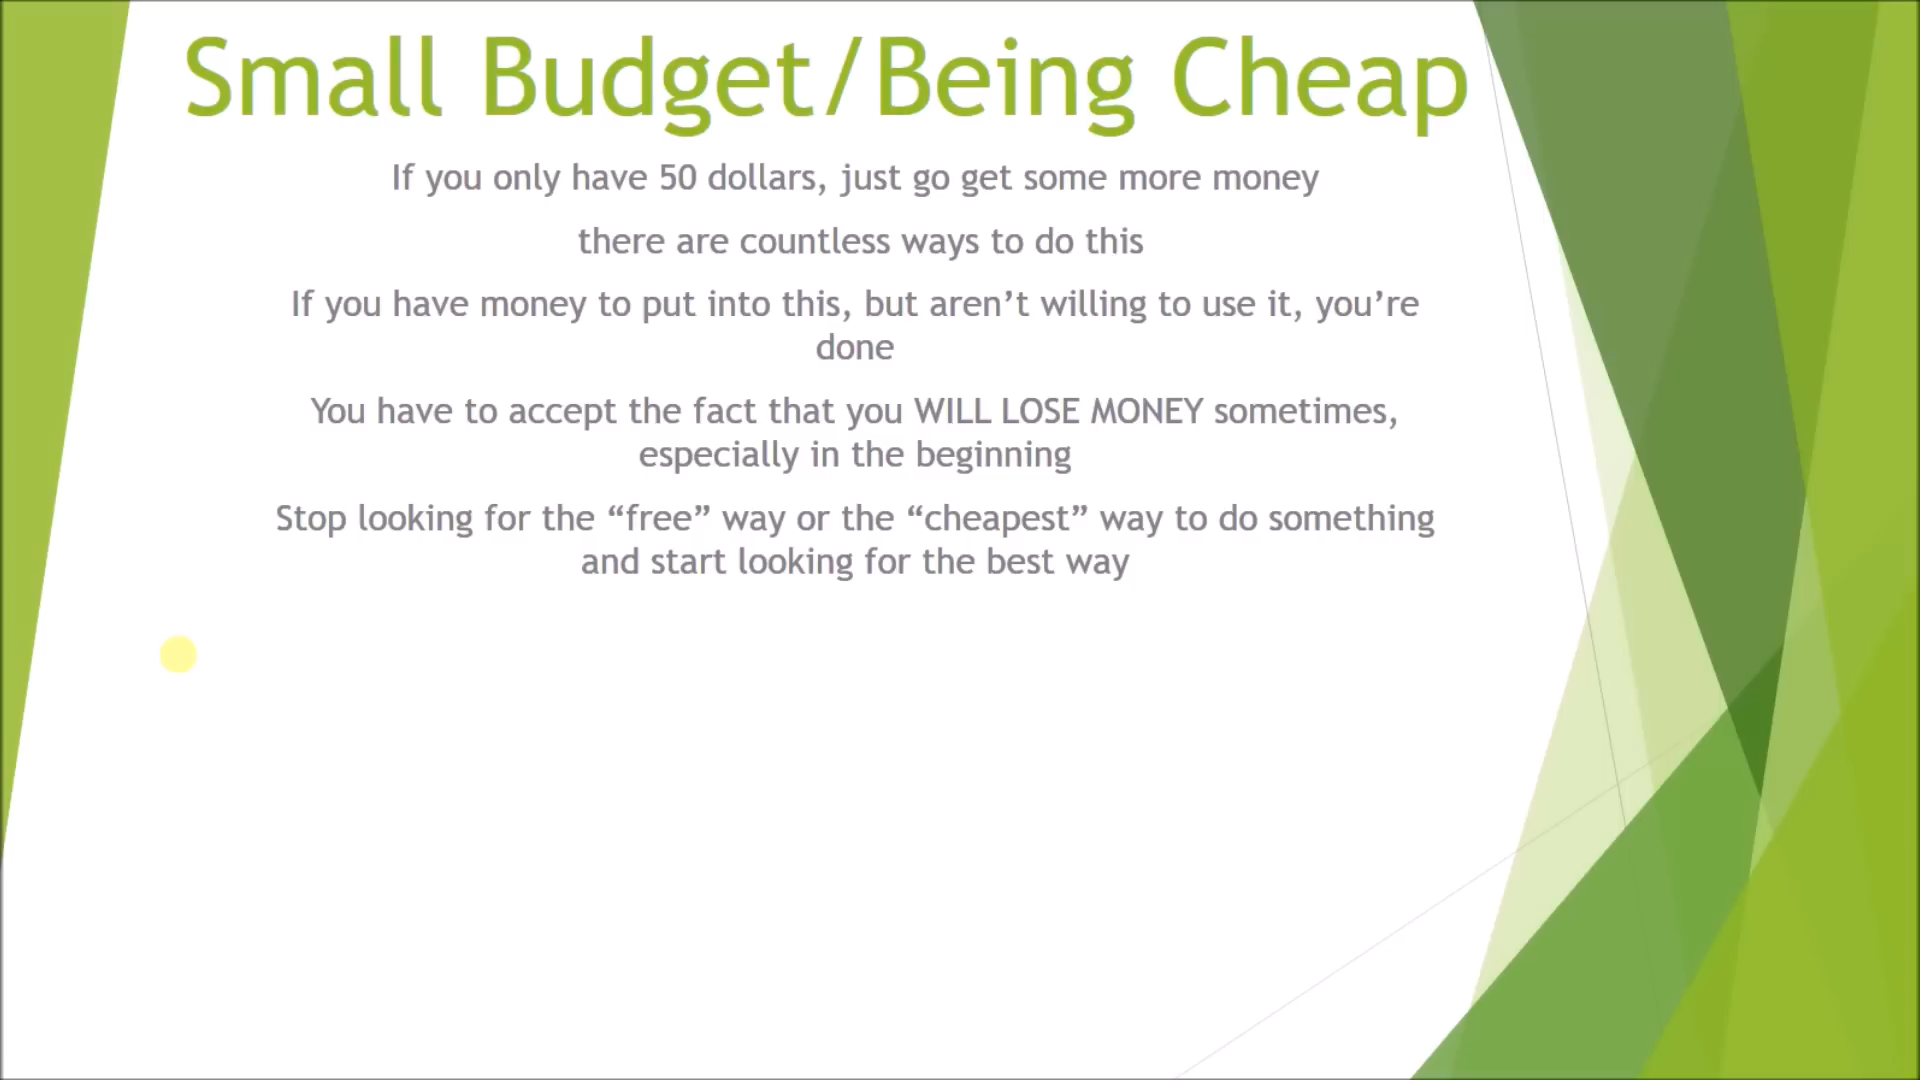 Small Budget/Being Cheap
If you only have 50 dollars, just go get some more money
there are countless ways to do this
If you have money to put into this, but aren’t willing to use it, you’re
done
You have to accept the fact that you WILL LOSE MONEY sometimes,
especially in the beginning
Stop looking for the “free” way or the “cheapest” way to do something
and start looking for the best way